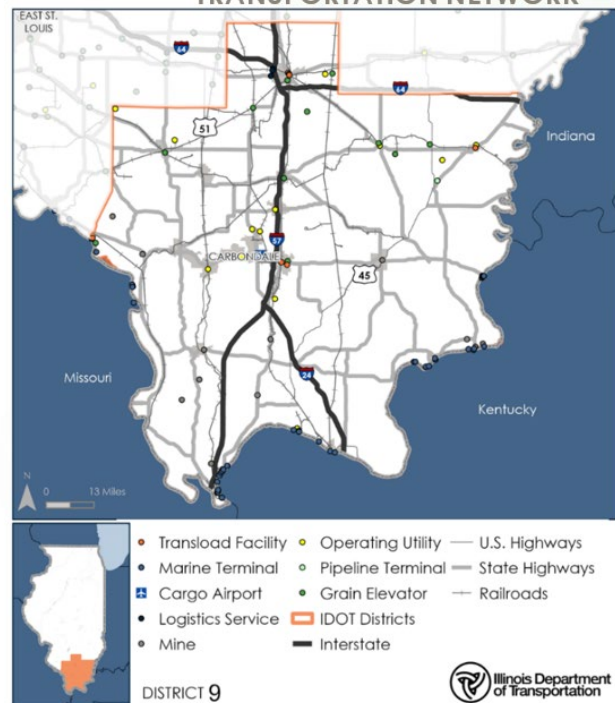 TRANSPORTATION NETWORK
EAST ST.
LOUIS
64
64
51
Indiana
57
CARBONDALE
45
Missouri
24
Kentucky
N
0 13 Miles
Transload Facility
Marine Terminal
Cargo Airport
Logistics Service
Mine
Operating Utility
Pipeline Terminal
Grain Elevator
IDOT Districts
Interstate
U.S. Highways
State Highways
Railroads
DISTRICT 9
Illinois Department
of Transportation